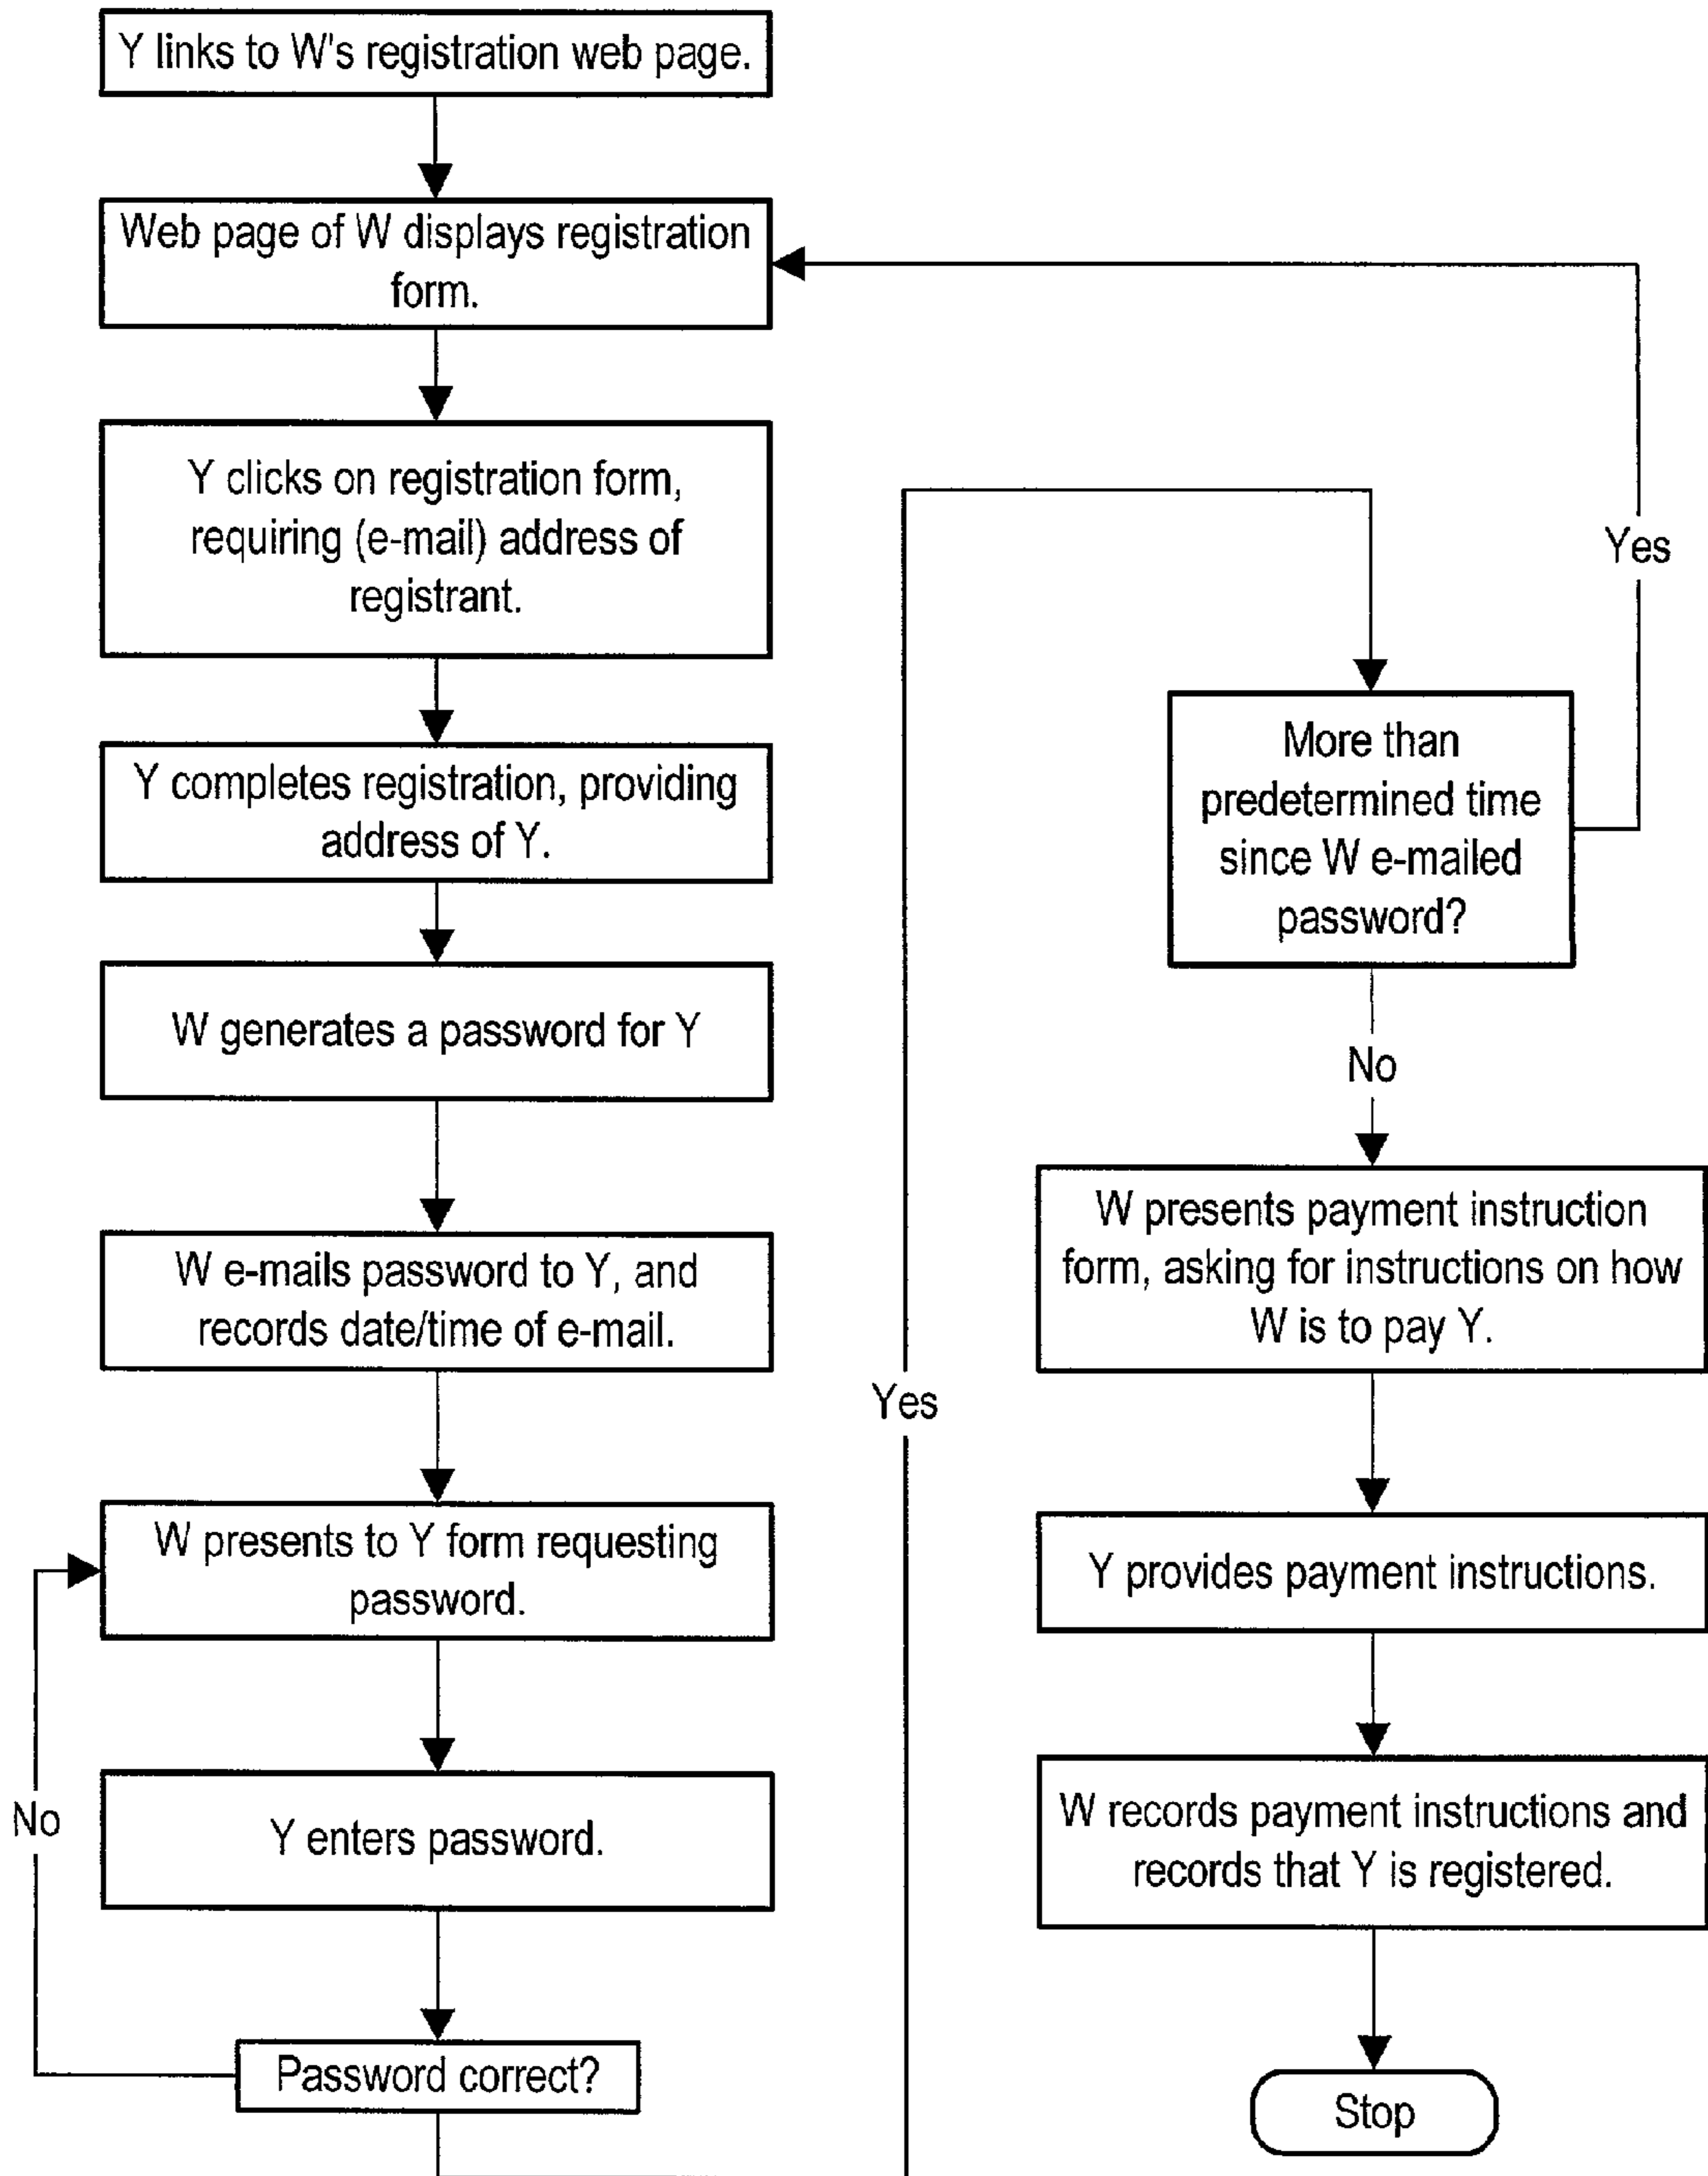 Y links to W's registration web page.
Web page of W displays registration
form.
Y clicks on registration form,
requiring (e-mail) address of
registrant.
Y completes registration, providing
address of Y.
W generates a password for Y
W e-mails password to Y, and
records date/time of e-mail.
W presents to Y form requesting
password.
No
Y enters password.
Password correct?
Yes
Yes
More than
predetermined time
since W e-mailed
password?
No
W presents payment instruction
form, asking for instructions on how
W is to pay Y.
Y provides payment instructions.
W records payment instructions and
records that Y is registered.
Stop